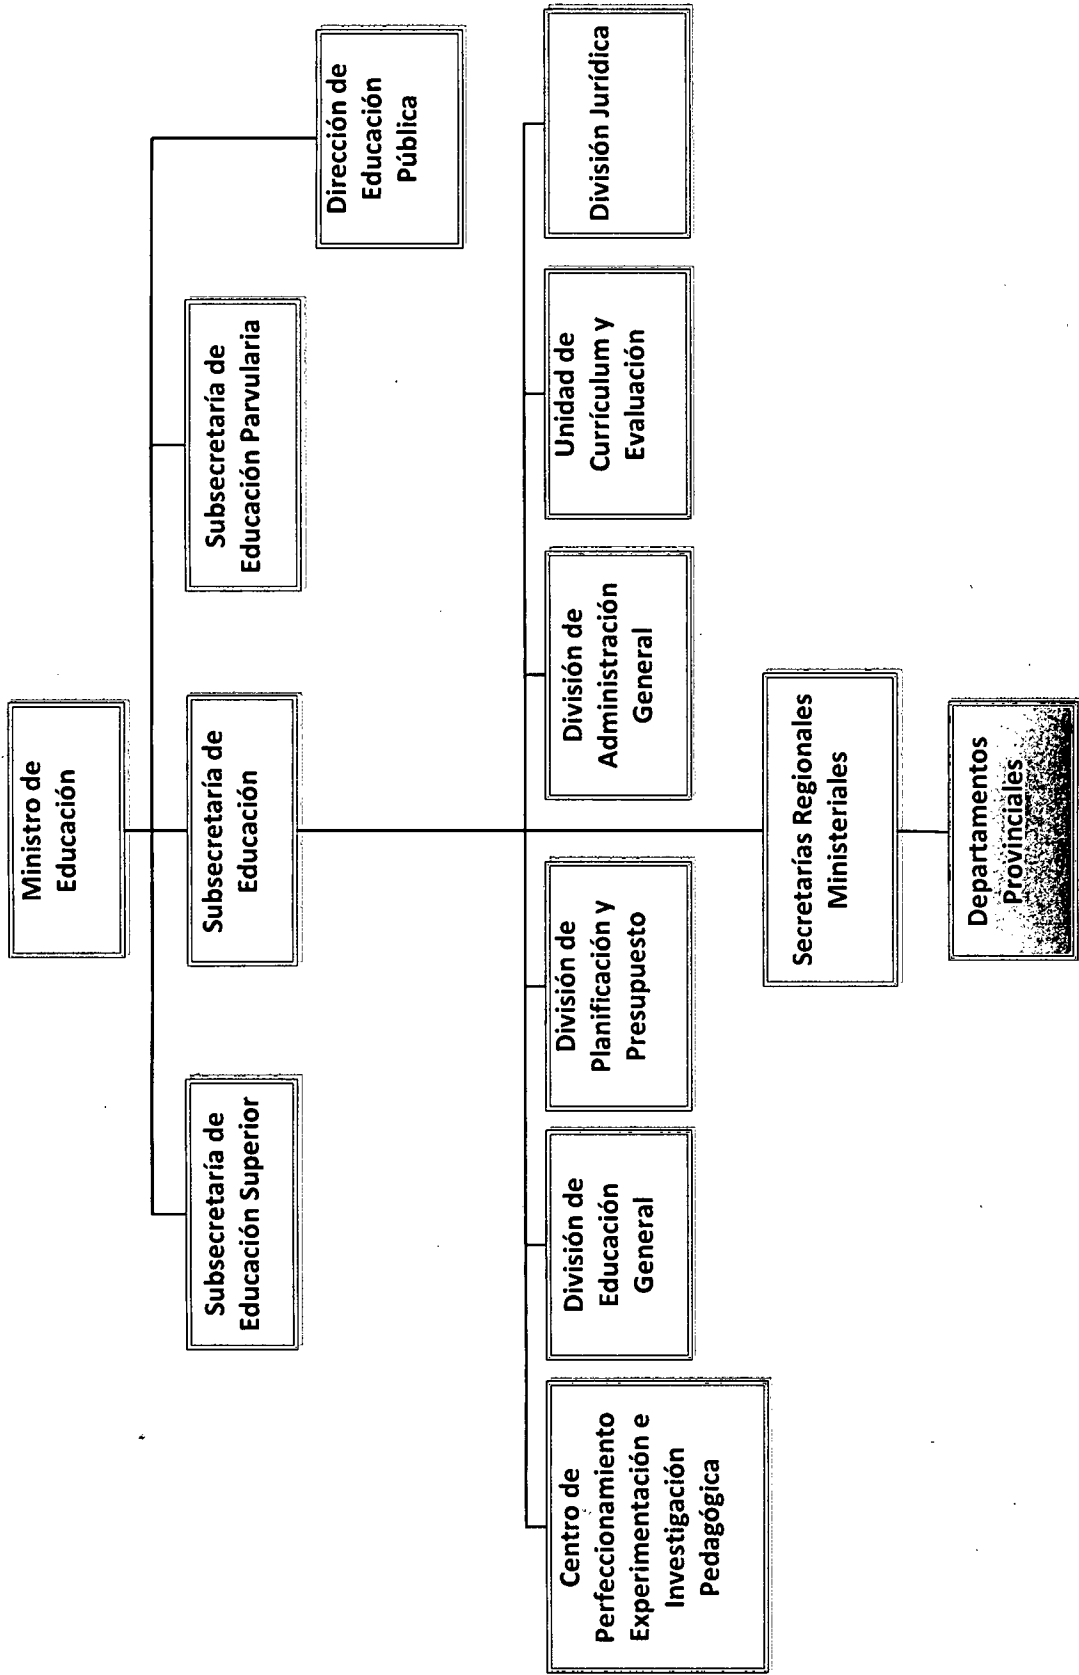 Ministro de
Educación
Subsecretaría de
Educación Superior
Subsecretaría de
Educación
Subsecretaría de
Educación Parvularia
Dirección de
Educación
Pública
Centro de
Perfeccionamiento
Experimentación e
Investigación
Pedagógica
División de
Educación
General
División de
Planificación y
Presupuesto
División de
Administración
General
Unidad de
Currículum y
Evaluación
División Jurídica
Secretarías Regionales
Ministeriales
Departamentos
Provinciales